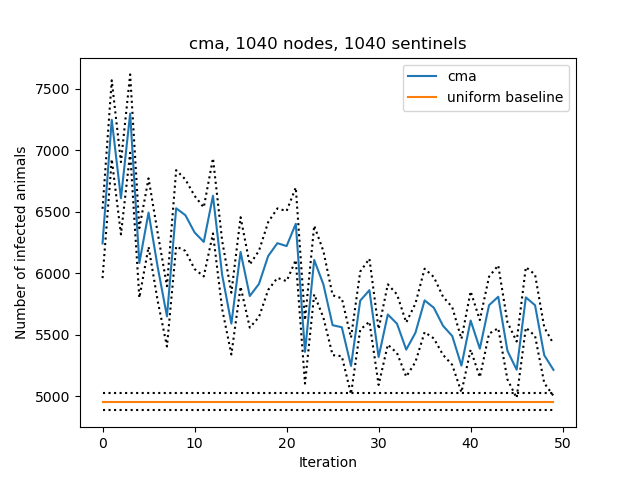 cma, 1040 nodes, 1040 sentinels
cma
uniform baseline
Number of infected animals
7500
7000
6500
6000
5500
5000
0 10 20 30 40 50
Iteration